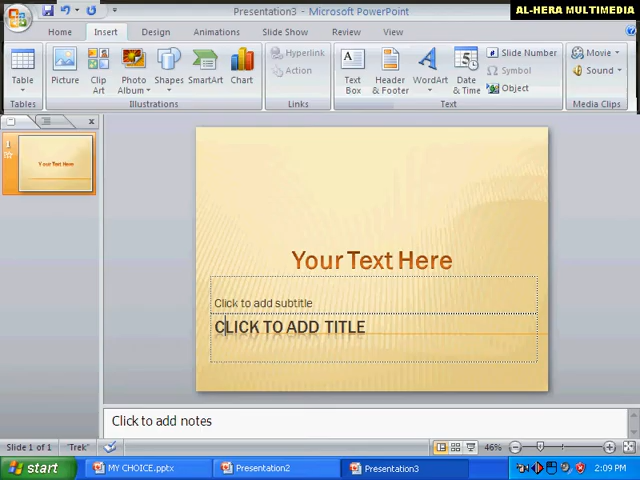 Presentation3 - Microsoft PowerPoint
AL-HERA MULTIMEDIA
Home Insert Design Animations Slide Show Review View
Table
Picture
Clip Art
Photo Album
Shapes
SmartArt
Chart
Hyperlink
Action
Text Box
Header & Footer
WordArt
Date & Time
Slide Number
Symbol
Object
Movie
Sound
Tables Illustrations Links Text Media Clips
1
Your Text Here
Your Text Here
Click to add subtitle
CLICK TO ADD TITLE
Click to add notes
Slide 1 of 1 "Trek" 46%
start MY CHOICE.pptx Presentation2 Presentation3 2:09 PM